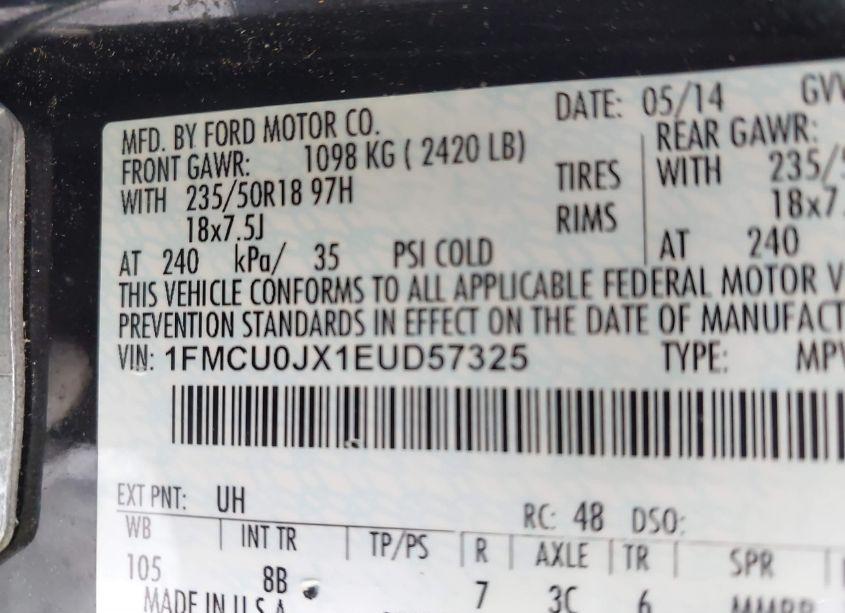 MFD. BY FORD MOTOR CO. DATE: 05/14
FRONT GAWR: 1098 KG ( 2420 LB) REAR GAWR:
WITH 235/50R18 97H TIRES WITH
18x7.5J RIMS
AT 240 kPa/ 35 PSI COLD AT 240
THIS VEHICLE CONFORMS TO ALL APPLICABLE FEDERAL MOTOR
PREVENTION STANDARDS IN EFFECT ON THE DATE OF
VIN: 1FMCU0JX1EUD57325 TYPE: MPV
EXT PNT: UH RC: 48 DSO:
WB INT TR TP/PS R AXLE TR SPR
105 8B 7 3C 6
MADE IN U.S.A.